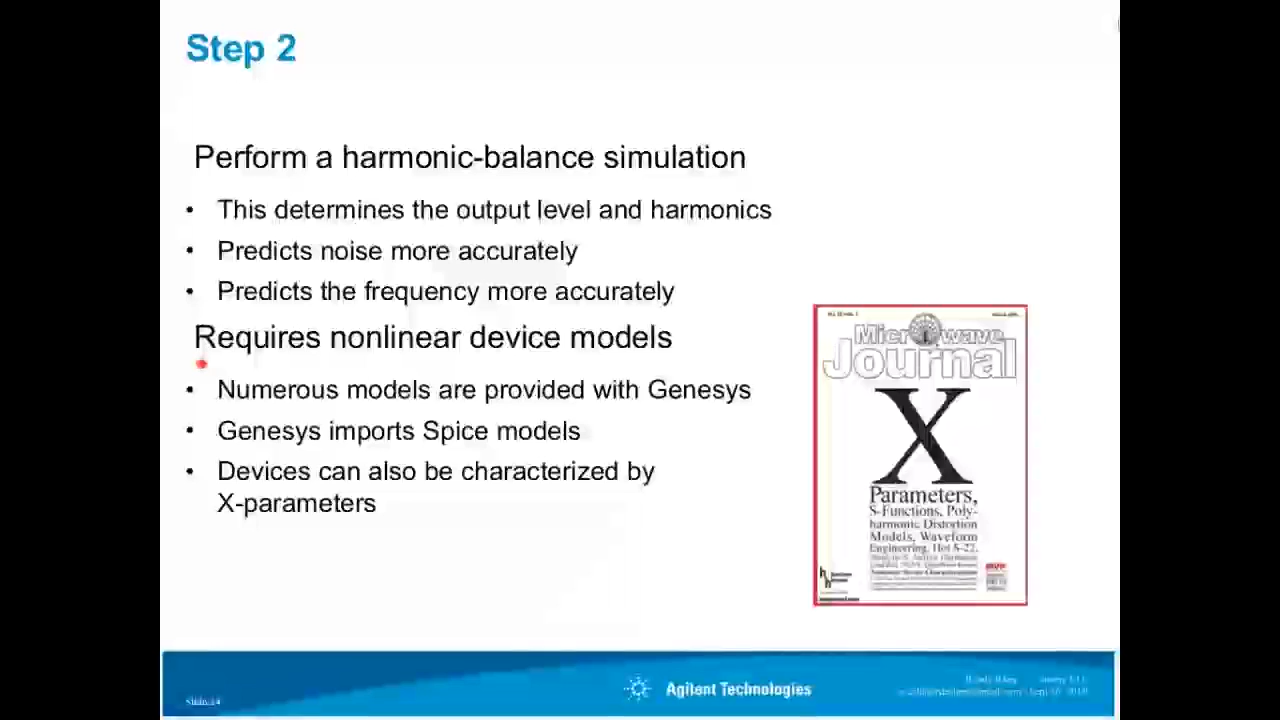 Step 2
Perform a harmonic-balance simulation
• This determines the output level and harmonics
• Predicts noise more accurately
• Predicts the frequency more accurately
Requires nonlinear device models
• Numerous models are provided with Genesys
• Genesys imports Spice models
• Devices can also be characterized by
X-parameters
Microwave
Journal
X
Parameters,
S-Functions, Poly-
harmonic Distortion
Models, Waveform
Engineering, Hot S-22,
Agilent Technologies